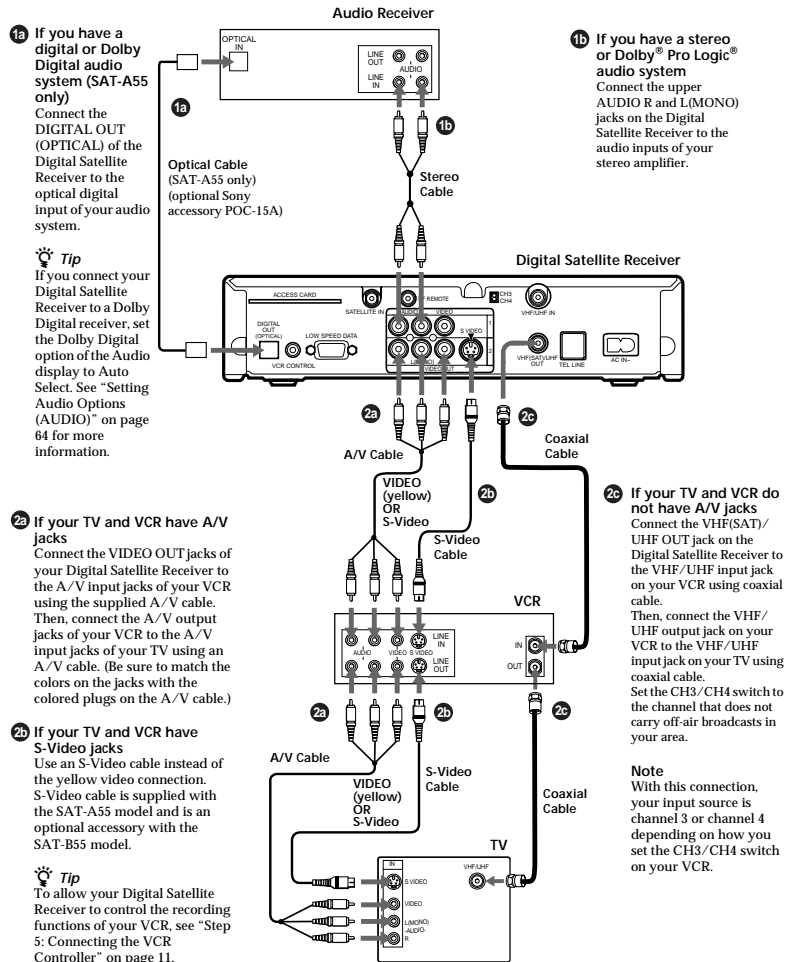 Audio Receiver
1a If you have a
digital or Dolby
Digital audio
system (SAT-A55
only)
Connect the
DIGITAL OUT
(OPTICAL) of the
Digital Satellite
Receiver to the
optical digital
input of your audio
system.
Tip
If you connect your
Digital Satellite
Receiver to a Dolby
Digital receiver, set
the Dolby Digital
option of the Audio
display to Auto
Select. See “Setting
Audio Options
(AUDIO)” on page
64 for more
information.
OPTICAL
IN
LINE
OUT
AUDIO
LINE
IN
1a
1b
Optical Cable
(SAT-A55 only)
(optional Sony
accessory POC-15A)
Stereo
Cable
1b If you have a stereo
or Dolby® Pro Logic®
audio system
Connect the upper
AUDIO R and L(MONO)
jacks on the Digital
Satellite Receiver to the
audio inputs of your
stereo amplifier.
Digital Satellite Receiver
ACCESS CARD
SATELLITE IN
REMOTE
CH3
CH4
VHF/UHF IN
AUDIO
VIDEO
1
S VIDEO
2
DIGITAL
OUT
(OPTICAL)
LOW SPEED DATA
VCR CONTROL
VIDEO OUT
VHF(SAT)/UHF
OUT
TEL LINE
AC IN~
2a
2b
2c
A/V Cable
VIDEO
(yellow)
OR
S-Video
S-Video
Cable
Coaxial
Cable
2a If your TV and VCR have A/V
jacks
Connect the VIDEO OUT jacks of
your Digital Satellite Receiver to
the A/V input jacks of your VCR
using the supplied A/V cable.
Then, connect the A/V output
jacks of your VCR to the A/V
input jacks of your TV using an
A/V cable. (Be sure to match the
colors on the jacks with the
colored plugs on the A/V cable.)
2b If your TV and VCR have
S-Video jacks
Use an S-Video cable instead of
the yellow video connection.
S-Video cable is supplied with
the SAT-A55 model and is an
optional accessory with the
SAT-B55 model.
Tip
To allow your Digital Satellite
Receiver to control the recording
functions of your VCR, see “Step
5: Connecting the VCR
Controller” on page 11.
2c If your TV and VCR do
not have A/V jacks
Connect the VHF(SAT)/
UHF OUT jack on the
Digital Satellite Receiver to
the VHF/UHF input jack
on your VCR using coaxial
cable.
Then, connect the VHF/
UHF output jack on your
VCR to the VHF/UHF
input jack on your TV using
coaxial cable.
Set the CH3/CH4 switch to
the channel that does not
carry off-air broadcasts in
your area.
Note
With this connection,
your input source is
channel 3 or channel 4
depending on how you
set the CH3/CH4 switch
on your VCR.
VCR
AUDIO
VIDEO
S VIDEO
LINE
IN
LINE
OUT
IN
OUT
2a
2b
2c
A/V Cable
VIDEO
(yellow)
OR
S-Video
S-Video
Cable
Coaxial
Cable
TV
IN
S VIDEO
VIDEO
L(MONO)
-AUDIO-
R
VHF/UHF